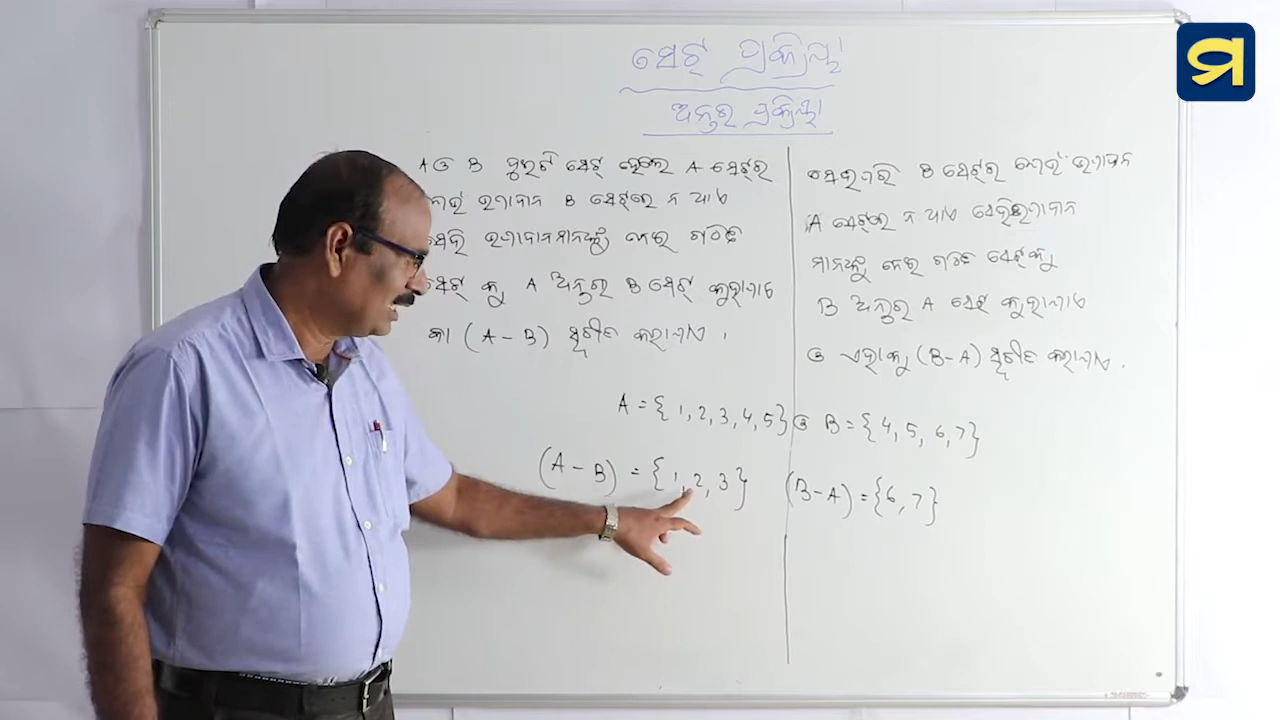 ସେଟ୍ ପ୍ରକ୍ରିୟା
ଅନ୍ତର ପ୍ରକ୍ରିୟା
A ଓ B ଦୁଇଟି ସେଟ୍ ହେଲେ A ସେଟ୍‌ର
ଯେଉଁ ଉପାଦାନ B ସେଟ୍‌ରେ ନ ଥାଏ
ସେହି ଉପାଦାନମାନଙ୍କୁ ନେଇ ଗଠିତ
ସେଟ୍ କୁ A ଅନ୍ତର B ସେଟ୍ କୁହାଯାଏ
ବା (A – B) ସୂଚୀତ କରାଯାଏ ।
ସେହିପରି B ସେଟ୍‌ର ଯେଉଁ ଉପାଦାନ
A ସେଟ୍‌ରେ ନ ଥାଏ ସେହି ଉପାଦାନ
ମାନଙ୍କୁ ନେଇ ଗଠିତ ସେଟ୍‌କୁ
B ଅନ୍ତର A ସେଟ୍ କୁହାଯାଏ
ଓ ଏହାକୁ (B – A) ସୂଚୀତ କରାଯାଏ .
A = { 1, 2, 3, 4, 5 } ଓ B = { 4, 5, 6, 7 }
(A – B) = { 1, 2, 3 } (B – A) = { 6, 7 }
ମ